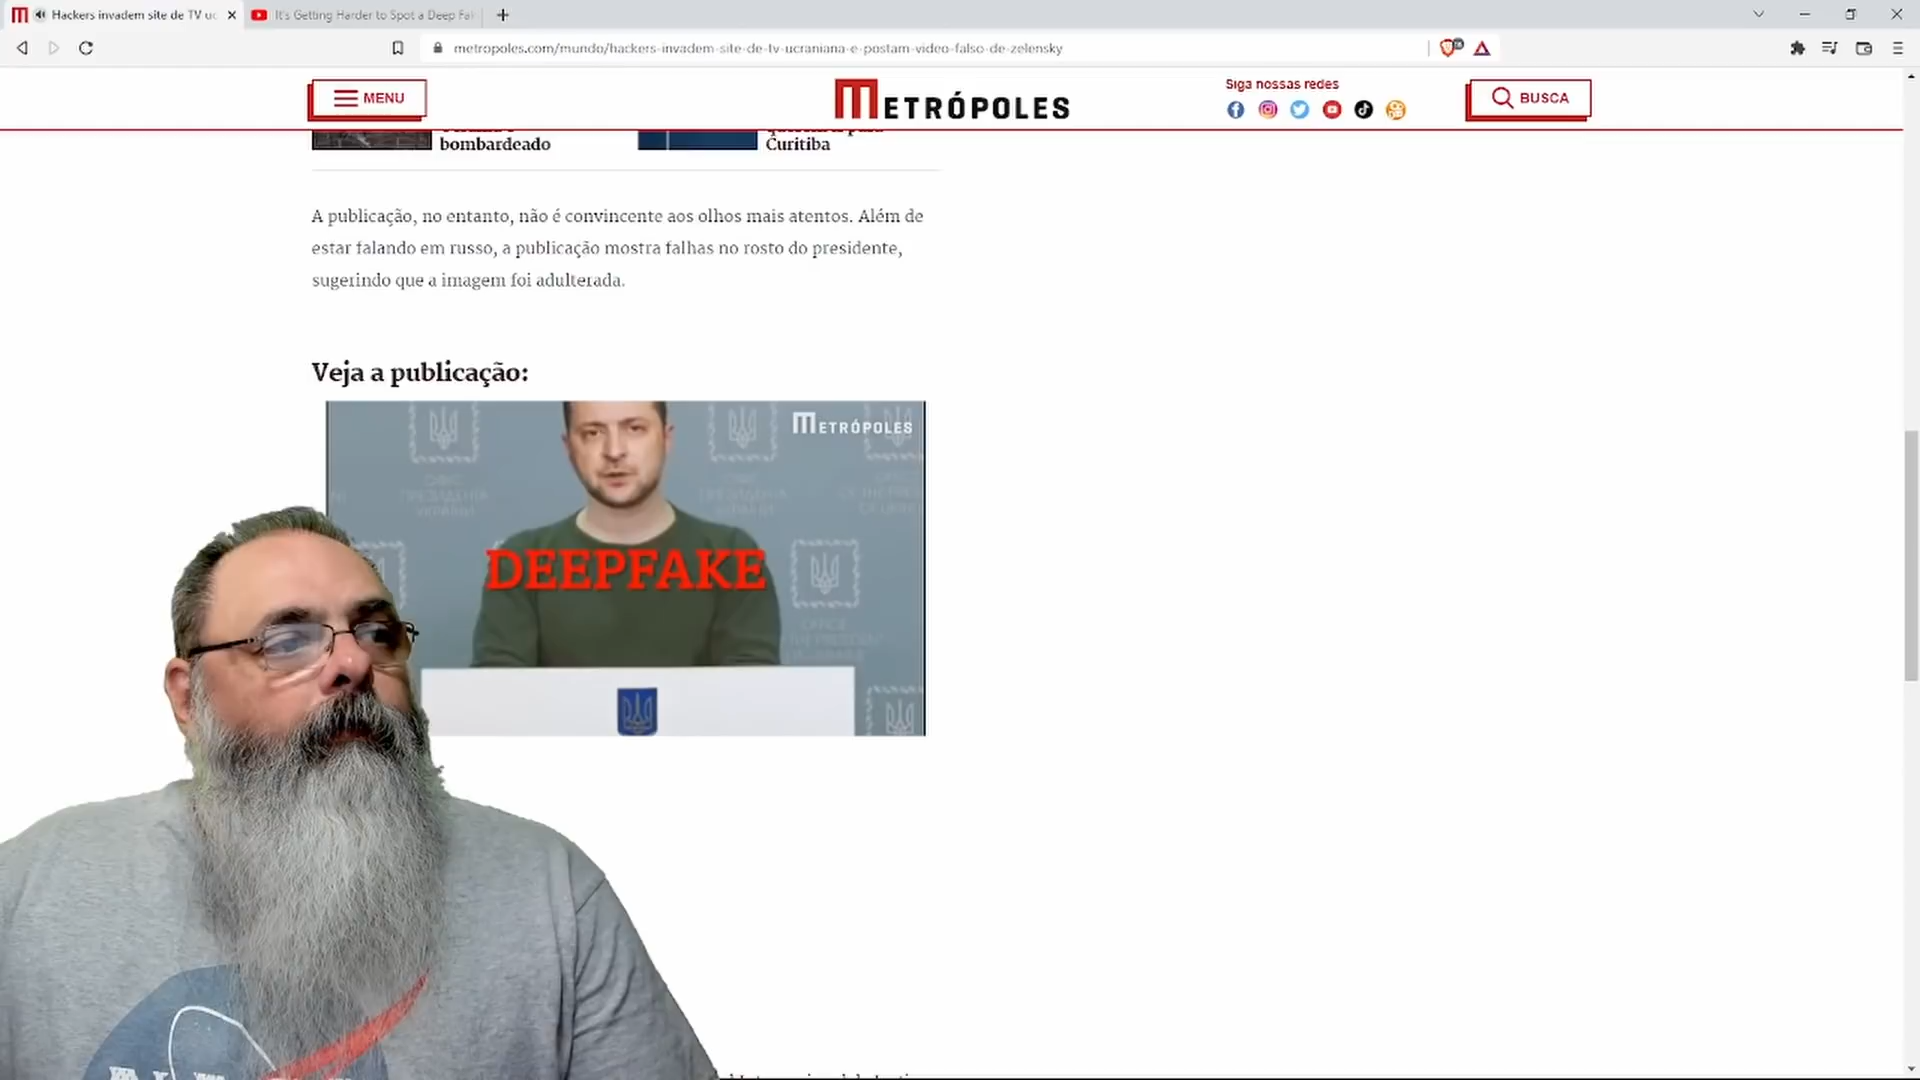 Hackers invadem site de TV uc
It's Getting Harder to Spot a Deep Fa
metropoles.com/mundo/hackers-invadem-site-de-tv-ucraniana-e-postam-video-falso-de-zelensky
MENU
METRÓPOLES
Siga nossas redes
BUSCA
bombardeado
Curitiba
A publicação, no entanto, não é convincente aos olhos mais atentos. Além de
estar falando em russo, a publicação mostra falhas no rosto do presidente,
sugerindo que a imagem foi adulterada.
Veja a publicação:
METRÓPOLES
ОФІС
ПРЕЗИДЕНТА
УКРАЇНИ
DEEPFAKE